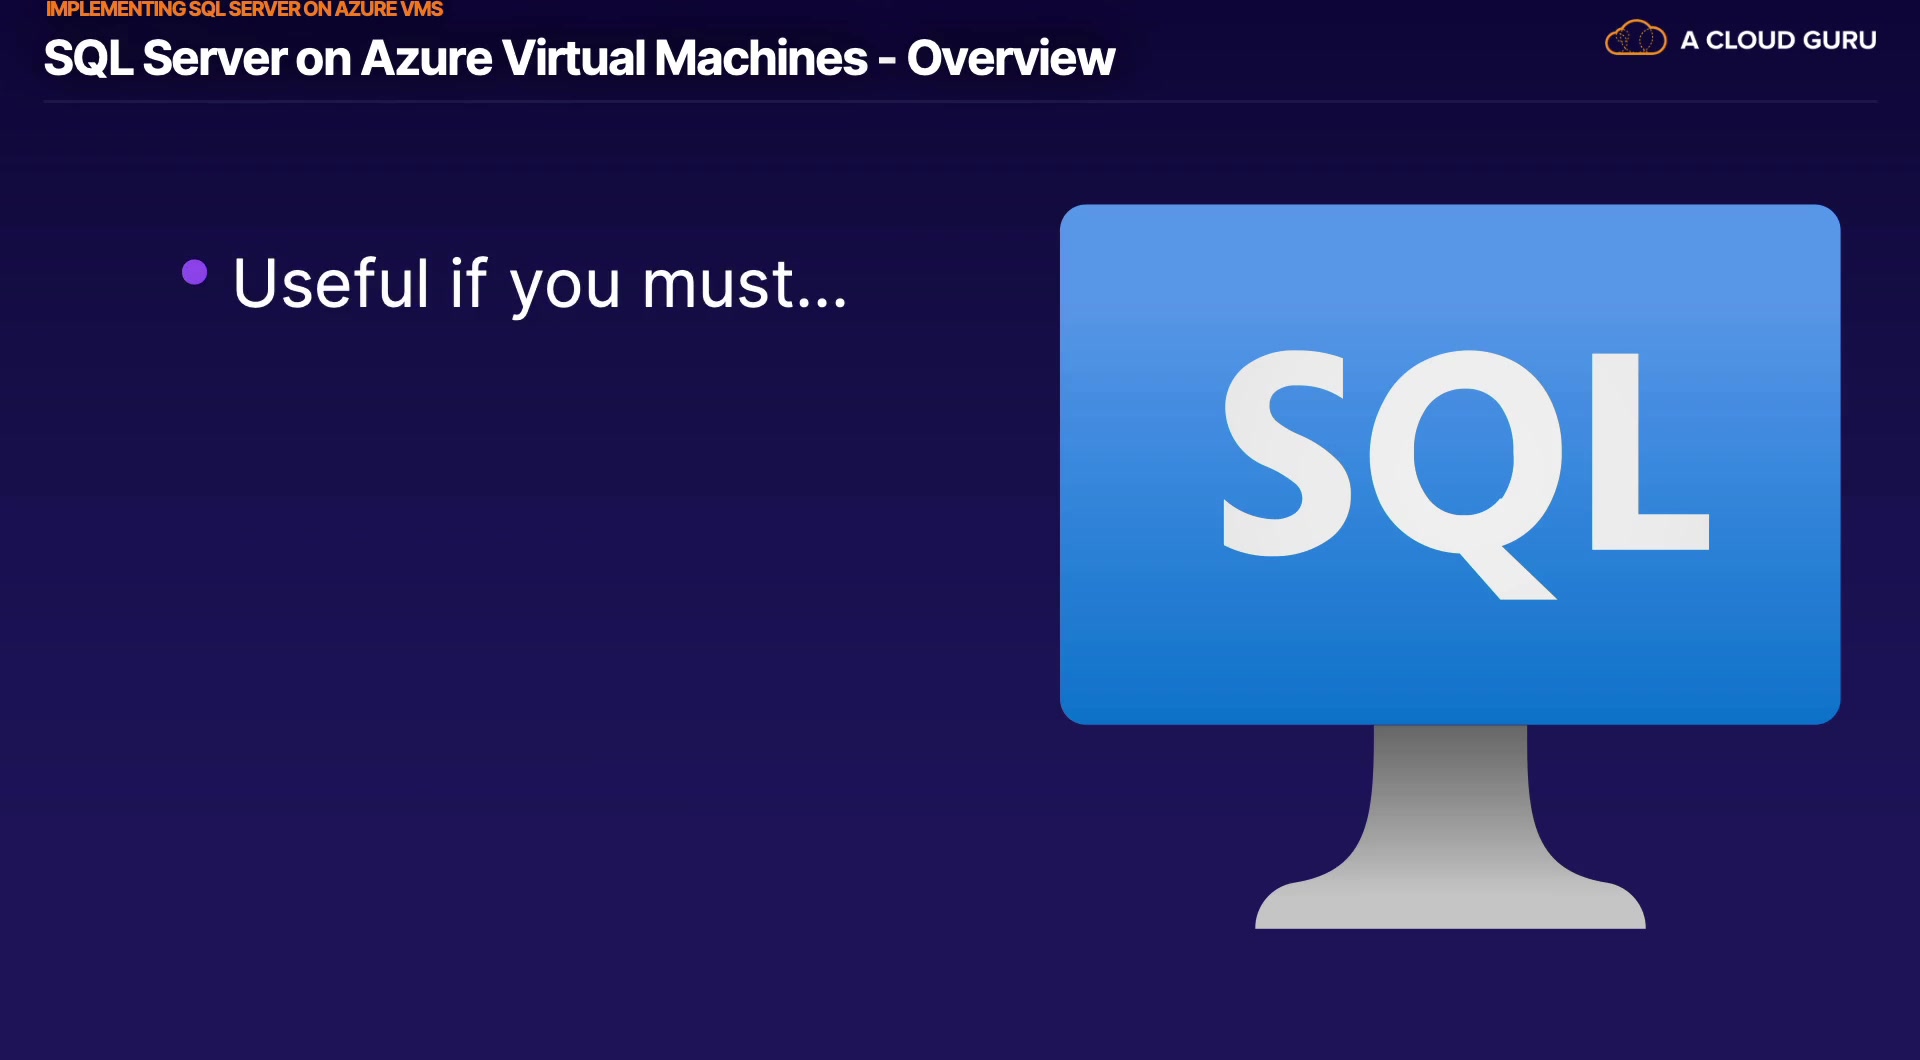 IMPLEMENTING SQL SERVER ON AZURE VMS
SQL Server on Azure Virtual Machines - Overview
A CLOUD GURU
Useful if you must...
SQL